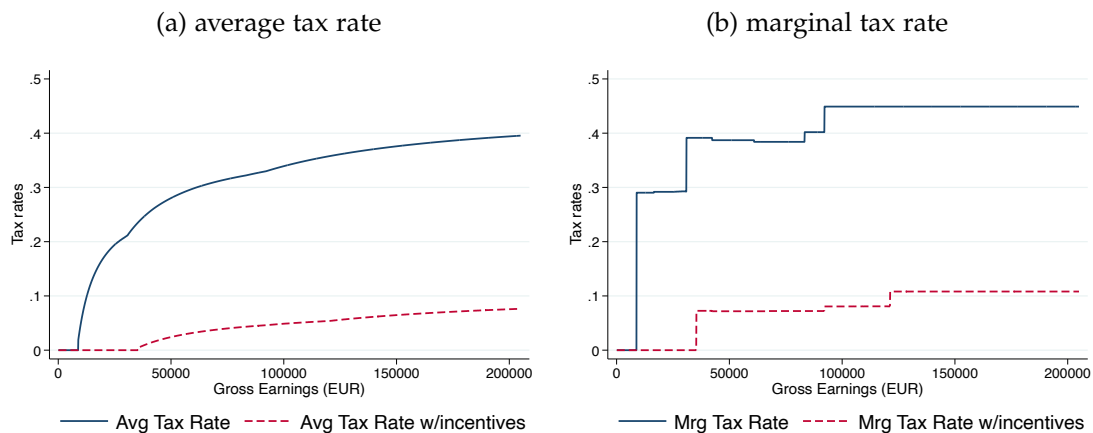 (a) average tax rate
.5
.4
.3
.2
.1
0
Tax rates
0 50000 100000 150000 200000
Gross Earnings (EUR)
Avg Tax Rate Avg Tax Rate w/incentives
(b) marginal tax rate
.5
.4
.3
.2
.1
0
Tax rates
0 50000 100000 150000 200000
Gross Earnings (EUR)
Mrg Tax Rate Mrg Tax Rate w/incentives